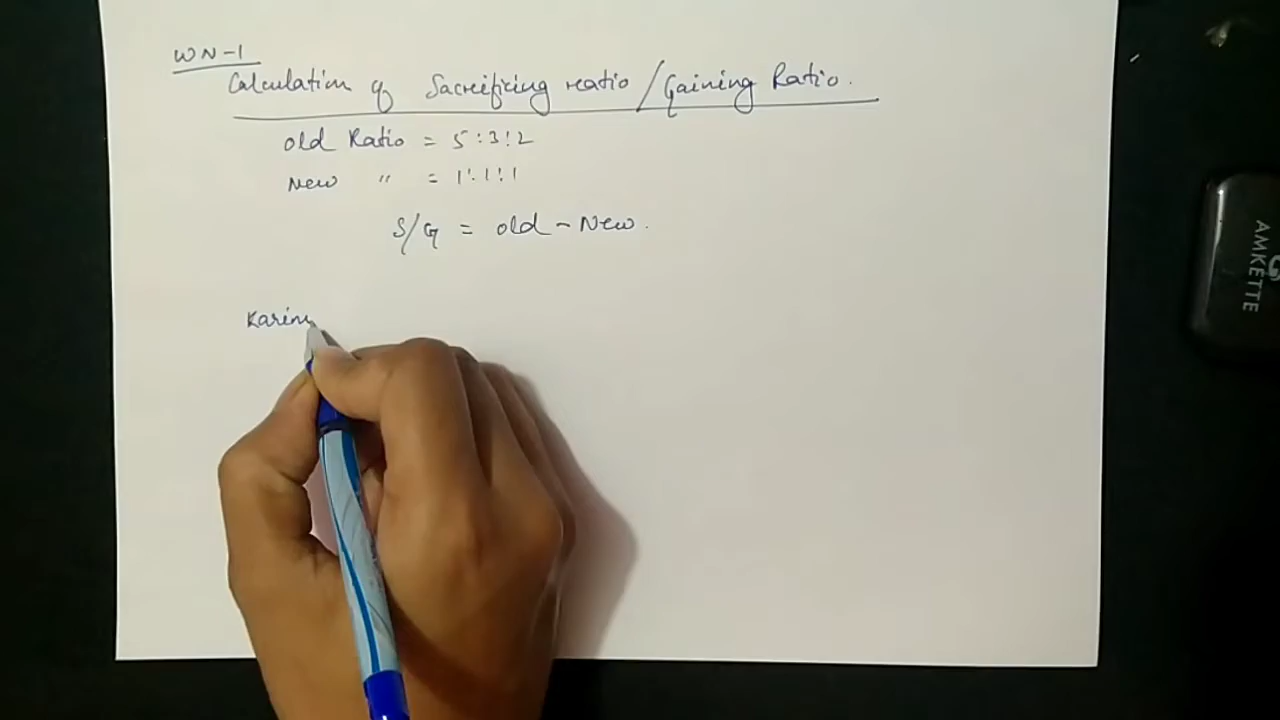 WN-1
Calculation of Sacrificing ratio / Gaining Ratio.
Old Ratio = 5:3:2
New " = 1:1:1
S/G = old - New.
Karim
AMKETTE